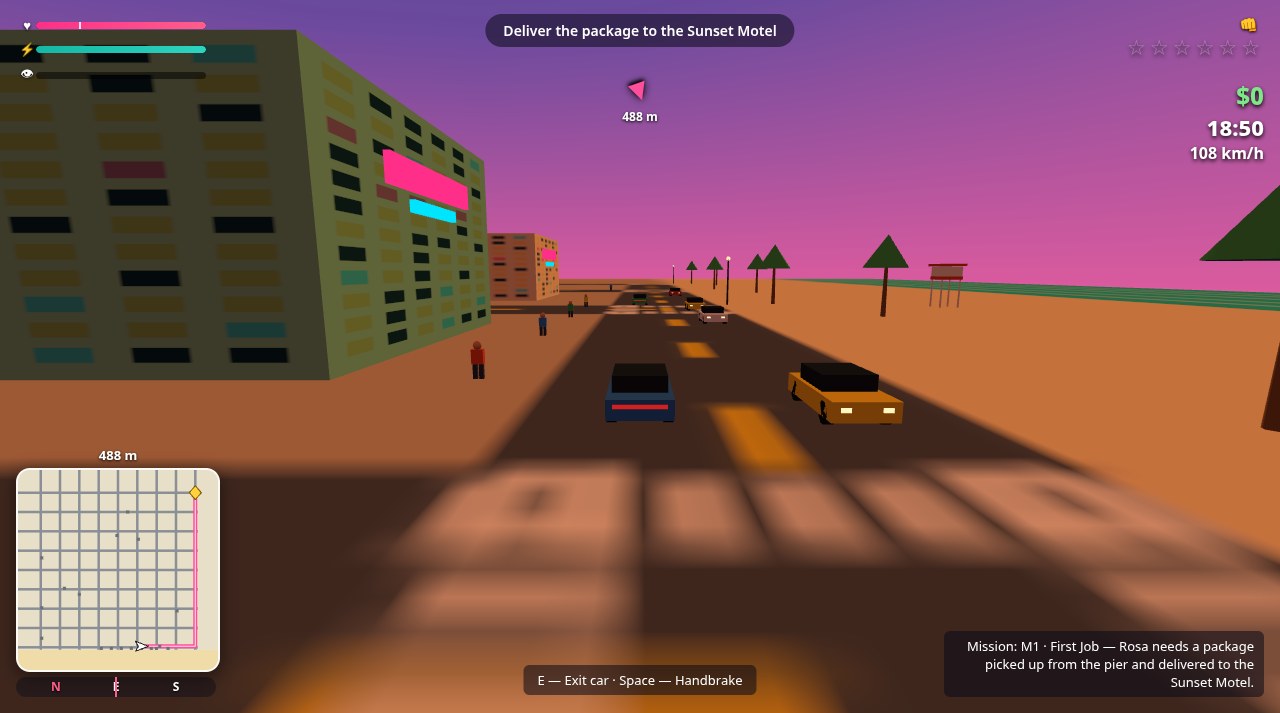 Deliver the package to the Sunset Motel
488 m
$0
18:50
108 km/h
488 m
N E S
E — Exit car · Space — Handbrake
Mission: M1 · First Job — Rosa needs a package
picked up from the pier and delivered to the
Sunset Motel.